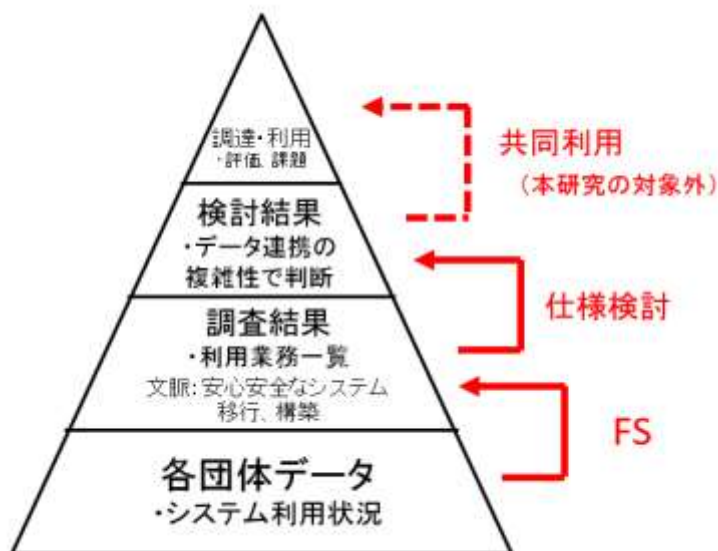 調達・利用
・評価、課題
共同利用
（本研究の対象外）
検討結果
・データ連携の
複雑性で判断
仕様検討
調査結果
・利用業務一覧
文脈：安心安全なシステム
移行、構築
FS
各団体データ
・システム利用状況